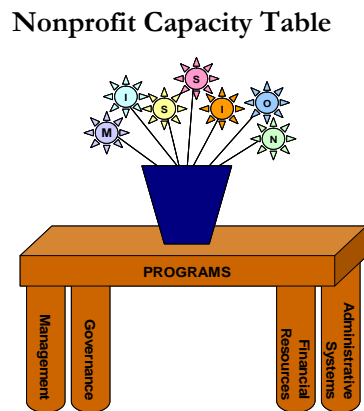 Nonprofit Capacity Table
M I S S I O N
PROGRAMS
Management
Governance
Financial
Resources
Administrative
Systems